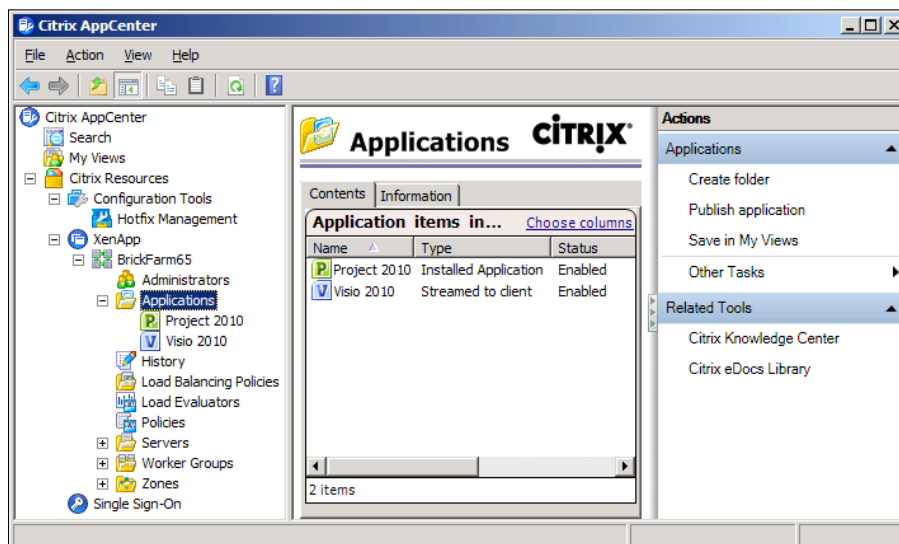 Citrix AppCenter
File Action View Help
Citrix AppCenter
Search
My Views
Citrix Resources
Configuration Tools
Hotfix Management
XenApp
BrickFarm65
Administrators
Applications
Project 2010
Visio 2010
History
Load Balancing Policies
Load Evaluators
Policies
Servers
Worker Groups
Zones
Single Sign-On
Applications CİTRIX
Contents Information
Application items in... Choose columns
Name Type Status
Project 2010 Installed Application Enabled
Visio 2010 Streamed to client Enabled
2 items
Actions
Applications
Create folder
Publish application
Save in My Views
Other Tasks
Related Tools
Citrix Knowledge Center
Citrix eDocs Library